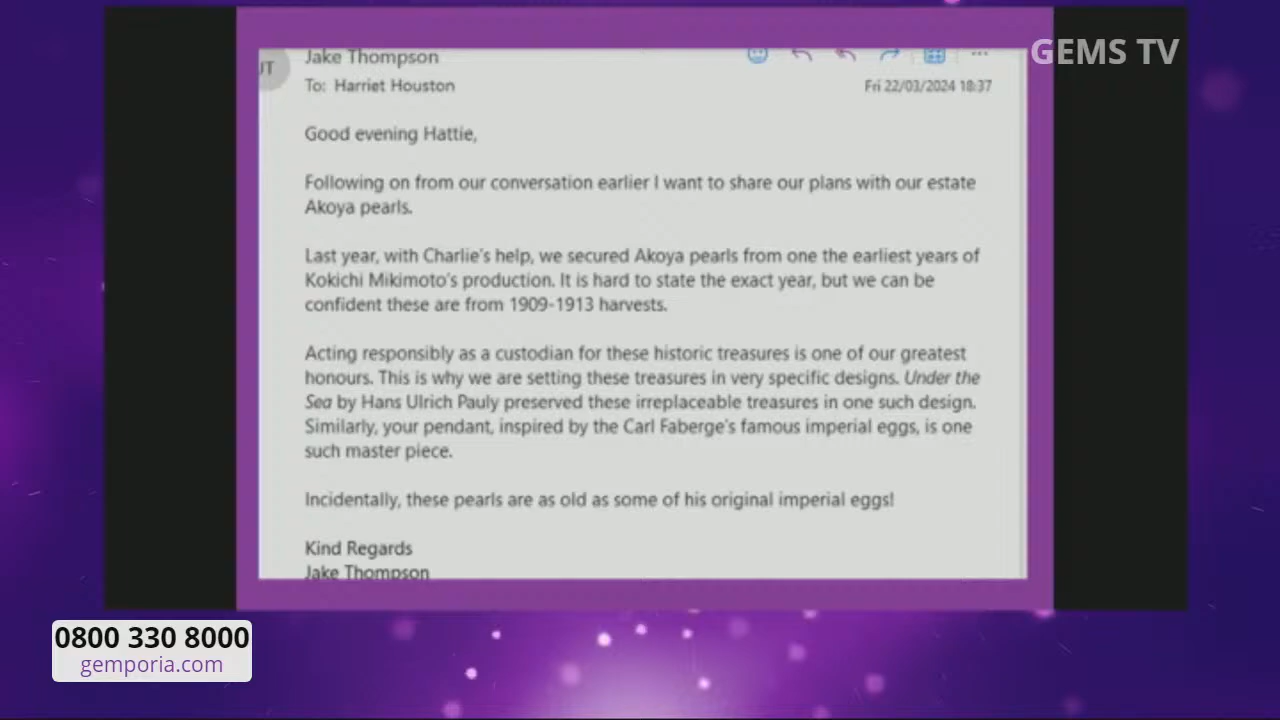 GEMS TV
JT
Jake Thompson
To: Harriet Houston
Fri 22/03/2024 18:37
Good evening Hattie,
Following on from our conversation earlier I want to share our plans with our estate
Akoya pearls.
Last year, with Charlie's help, we secured Akoya pearls from one the earliest years of
Kokichi Mikimoto's production. It is hard to state the exact year, but we can be
confident these are from 1909-1913 harvests.
Acting responsibly as a custodian for these historic treasures is one of our greatest
honours. This is why we are setting these treasures in very specific designs. Under the
Sea by Hans Ulrich Pauly preserved these irreplaceable treasures in one such design.
Similarly, your pendant, inspired by the Carl Faberge's famous imperial eggs, is one
such master piece.
Incidentally, these pearls are as old as some of his original imperial eggs!
Kind Regards
Jake Thompson
0800 330 8000
gemporia.com